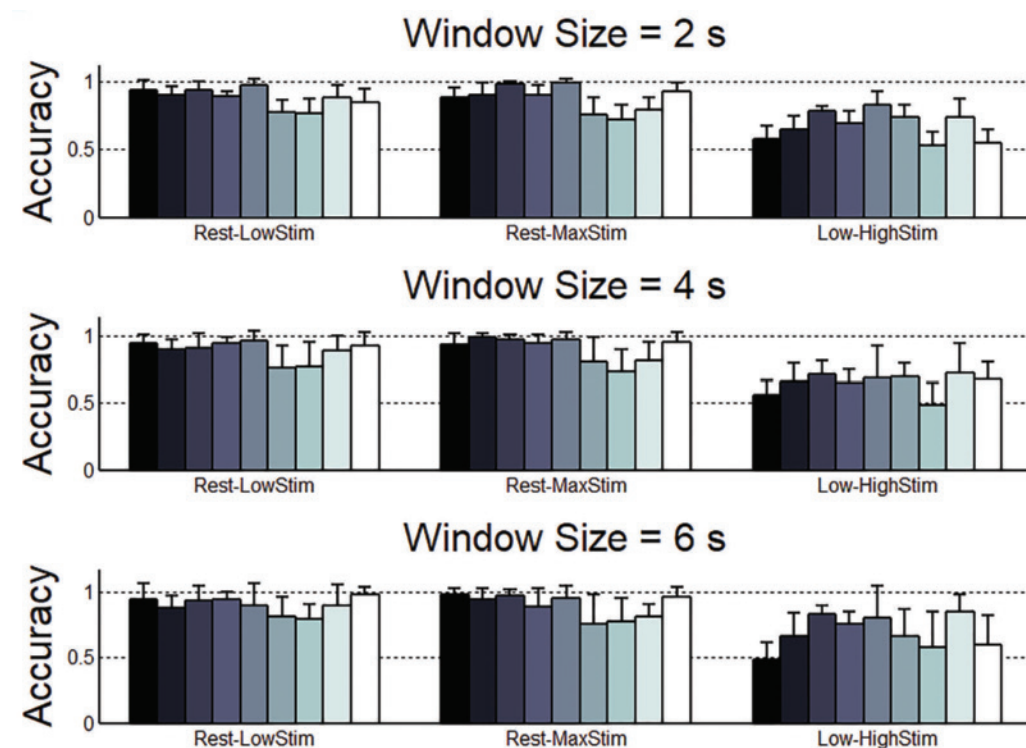 Window Size = 2 s
Accuracy
1
0.5
0
Rest-LowStim
Rest-MaxStim
Low-HighStim
Window Size = 4 s
Accuracy
1
0.5
0
Rest-LowStim
Rest-MaxStim
Low-HighStim
Window Size = 6 s
Accuracy
1
0.5
0
Rest-LowStim
Rest-MaxStim
Low-HighStim